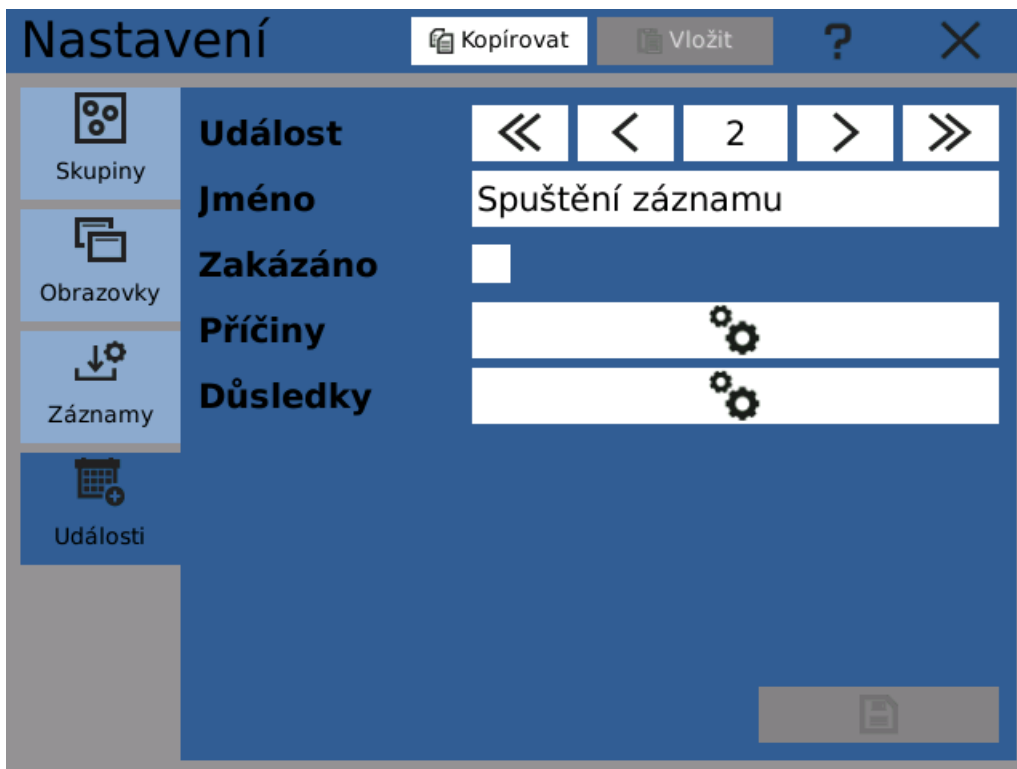 Nastavení
Kopírovat
Vložit
?
Skupiny
Obrazovky
Záznamy
Události
Událost
2
Jméno
Spuštění záznamu
Zakázáno
Příčiny
Důsledky